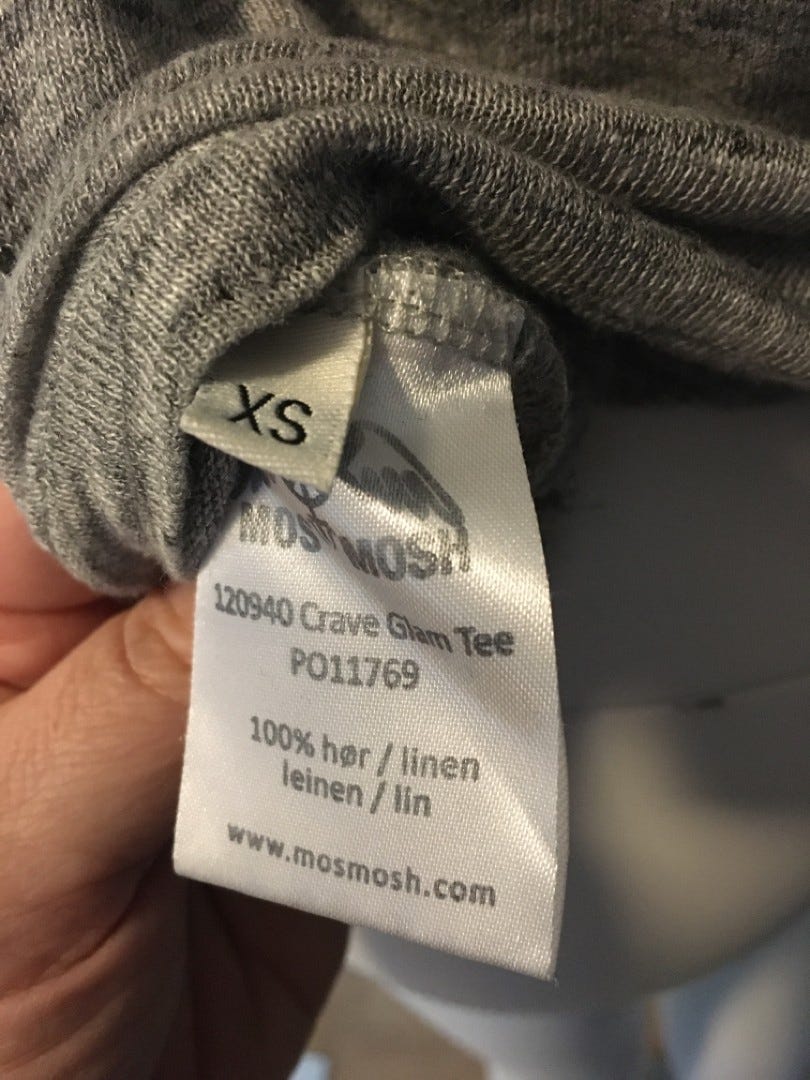 XS
MOS MOSH
120940 Crave Glam Tee
PO11769
100% hør / linen
leinen / lin
www.mosmosh.com